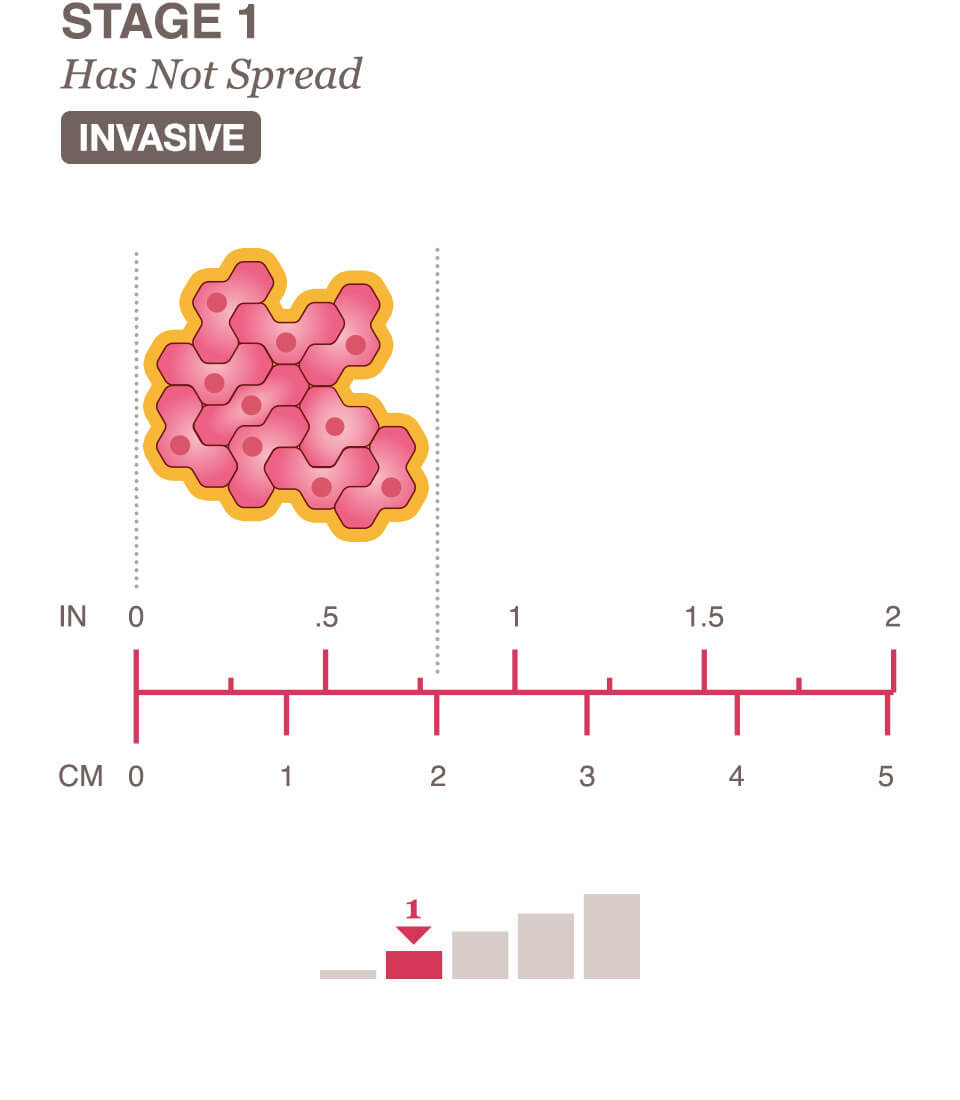 STAGE 1
Has Not Spread
INVASIVE
IN 0 .5 1 1.5 2
CM 0 1 2 3 4 5
1